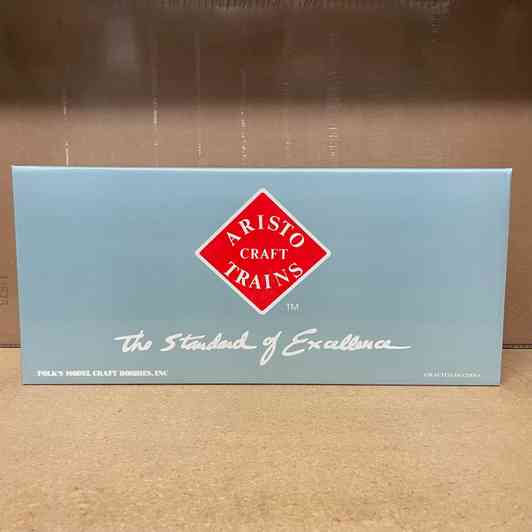 ARISTO
CRAFT
TRAINS
TM
The Standard of Excellence
POLK'S MODEL CRAFT HOBBIES, INC